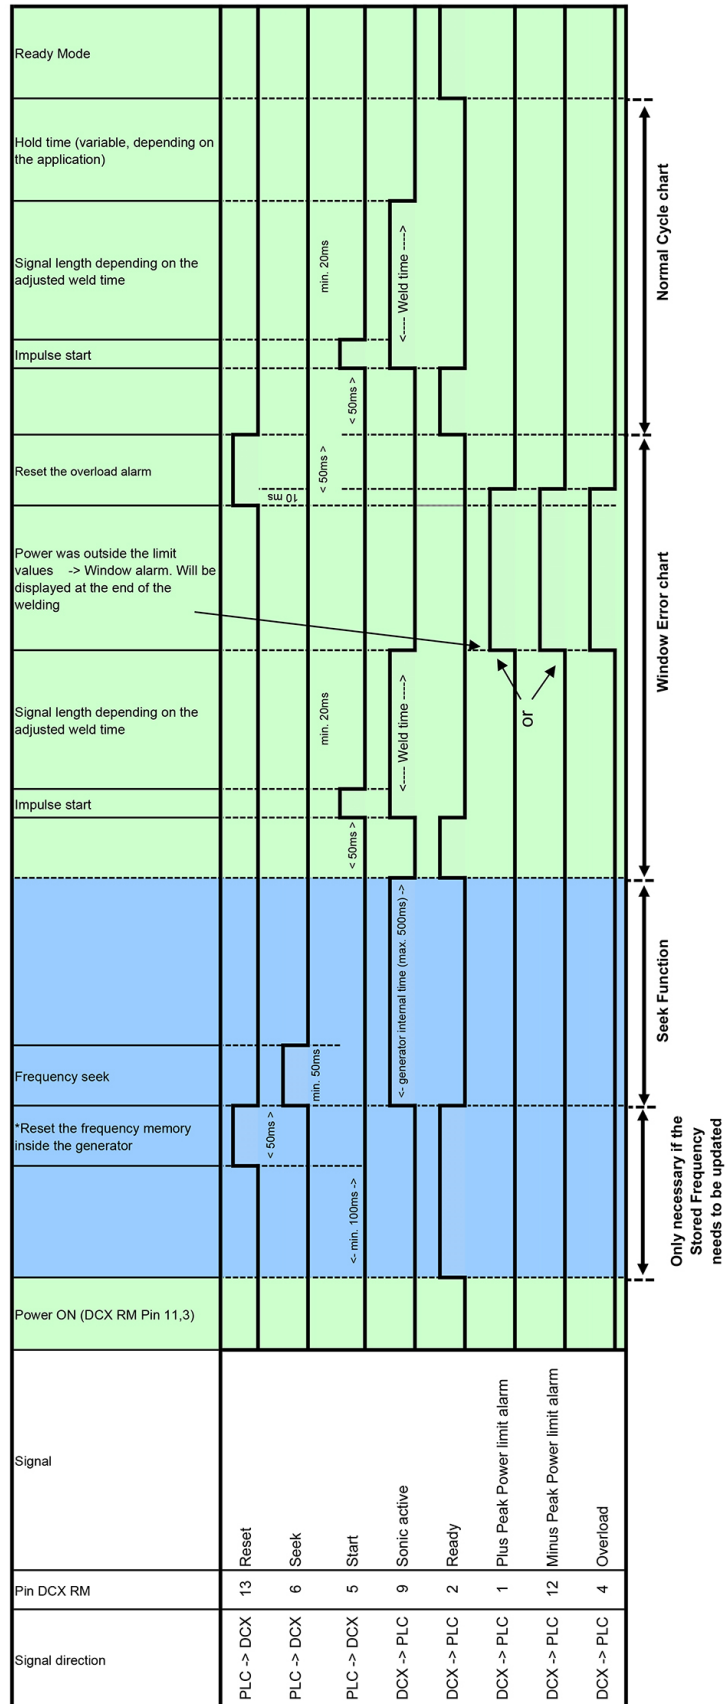 Ready Mode
Hold time (variable, depending on
the application)
Signal length depending on the
adjusted weld time
min. 20ms
<---- Weld time ---->
Impulse start
< 50ms >
Normal Cycle chart
Reset the overload alarm
10 ms
< 50ms >
Power was outside the limit
values -> Window alarm. Will be
displayed at the end of the
welding
Window Error chart
or
Signal length depending on the
adjusted weld time
min. 20ms
<---- Weld time ---->
Impulse start
< 50ms >
<- generator internal time (max. 500ms) ->
Seek Function
Frequency seek
min. 50ms
*Reset the frequency memory
inside the generator
< 50ms >
<- min. 100ms ->
Only necessary if the
Stored Frequency
needs to be updated
Power ON (DCX RM Pin 11,3)
Signal
Reset
Seek
Start
Sonic active
Ready
Plus Peak Power limit alarm
Minus Peak Power limit alarm
Overload
Pin DCX RM
13
6
5
9
2
1
12
4
Signal direction
PLC -> DCX
PLC -> DCX
PLC -> DCX
DCX -> PLC
DCX -> PLC
DCX -> PLC
DCX -> PLC
DCX -> PLC